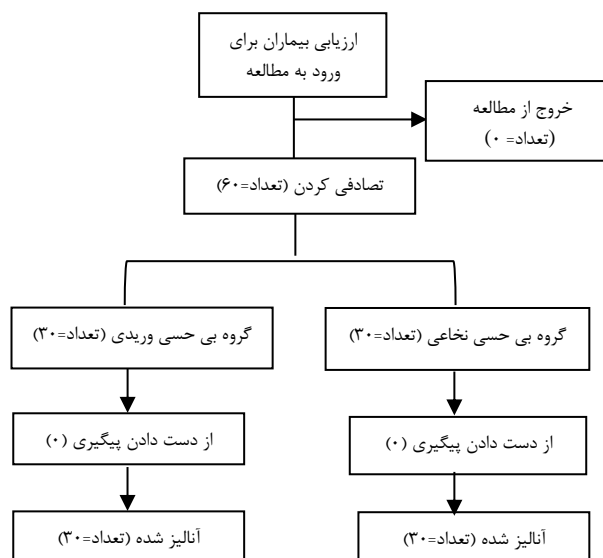 ارزیابی بیماران برای
ورود به مطالعه
خروج از مطالعه
(تعداد= ۰)
تصادفی کردن (تعداد=۶۰)
گروه بی حسی نخاعی (تعداد=۳۰)
گروه بی حسی وریدی (تعداد=۳۰)
از دست دادن پیگیری (۰)
از دست دادن پیگیری (۰)
آنالیز شده (تعداد=۳۰)
آنالیز شده (تعداد=۳۰)